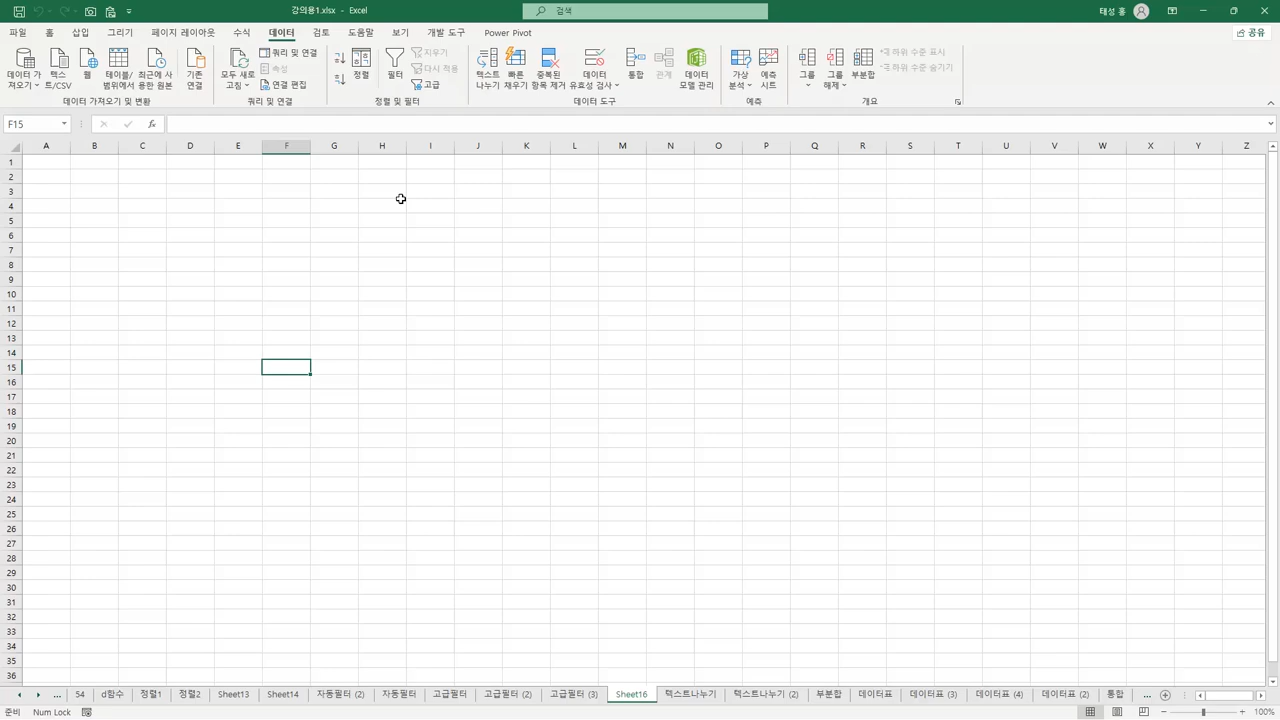 강의용1.xlsx - Excel
검색
태성 홍
파일 홈 삽입 그리기 페이지 레이아웃 수식 데이터 검토 도움말 보기 개발 도구 Power Pivot
공유
데이터 가져오기
텍스트/CSV
웹
테이블/범위에서
최근에 사용한 원본
기존 연결
데이터 가져오기 및 변환
모두 새로 고침
쿼리 및 연결
속성
연결 편집
쿼리 및 연결
정렬
필터
지우기
다시 적용
고급
정렬 및 필터
텍스트 나누기
빠른 채우기
중복된 항목 제거
데이터 유효성 검사
통합
관계
데이터 모델 관리
데이터 도구
가상 분석
예측 시트
예측
그룹
그룹 해제
부분합
하위 수준 표시
하위 수준 숨기기
개요
F15
fx
A B C D E F G H I J K L M N O P Q R S T U V W X Y Z
1
2
3
4
5
6
7
8
9
10
11
12
13
14
15
16
17
18
19
20
21
22
23
24
25
26
27
28
29
30
31
32
33
34
35
36
... 54 d함수 정렬1 정렬2 Sheet13 Sheet14 자동필터 (2) 자동필터 고급필터 고급필터 (2) 고급필터 (3) Sheet16 텍스트나누기 텍스트나누기 (2) 부분합 데이터표 데이터표 (3) 데이터표 (4) 데이터표 (2) 통합 ...
준비 Num Lock
100%